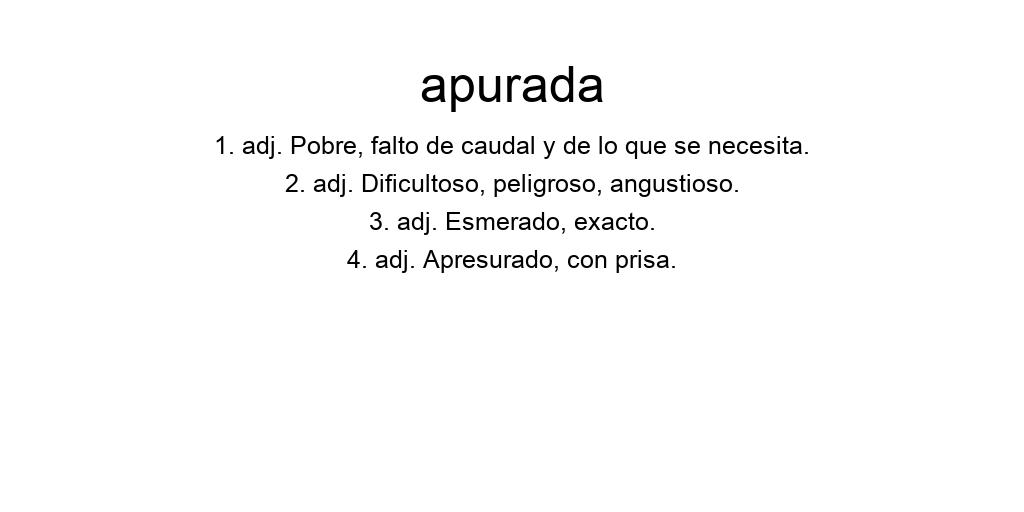 apurada
1. adj. Pobre, falto de caudal y de lo que se necesita.
2. adj. Dificultoso, peligroso, angustioso.
3. adj. Esmerado, exacto.
4. adj. Apresurado, con prisa.